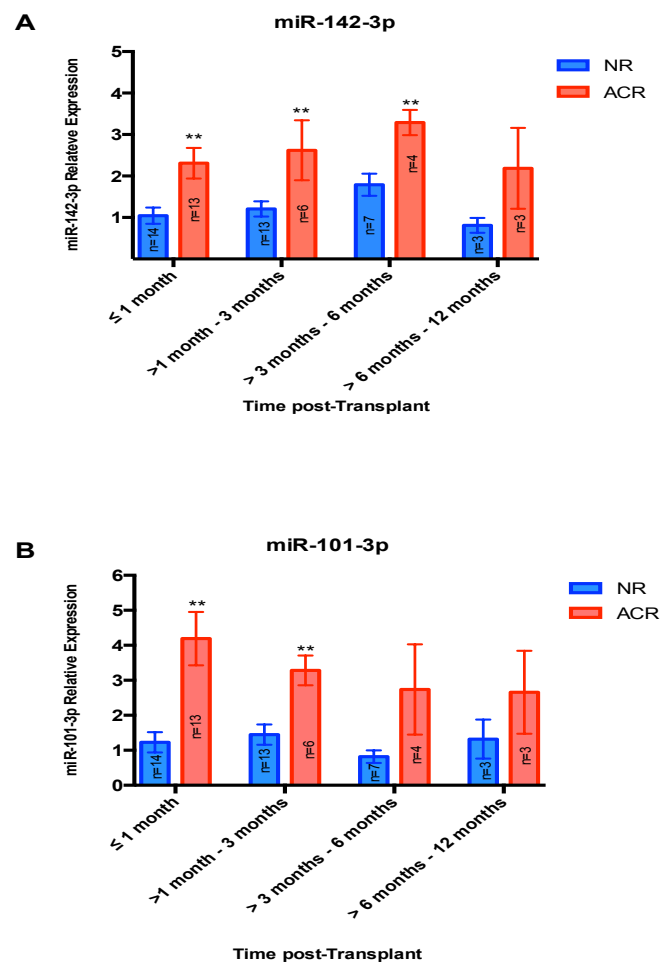 A
miR-142-3p
miR-142-3p Relateve Expression
5
4
3
2
1
NR
ACR
**
**
**
n=14
n=13
n=13
n=6
n=7
n=4
n=3
n=3
≤ 1 month
>1 month - 3 months
> 3 months - 6 months
> 6 months - 12 months
Time post-Transplant
B
miR-101-3p
miR-101-3p Relative Expression
6
5
4
3
2
1
0
NR
ACR
**
**
n=14
n=13
n=13
n=6
n=7
n=4
n=3
n=3
≤ 1 month
>1 month - 3 months
> 3 months - 6 months
> 6 months - 12 months
Time post-Transplant